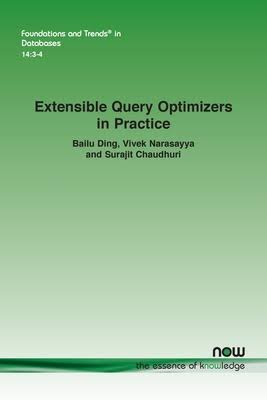 Foundations and Trends® in
Databases
14:3-4
Extensible Query Optimizers
in Practice
Bailu Ding, Vivek Narasayya
and Surajit Chaudhuri
now
the essence of knowledge